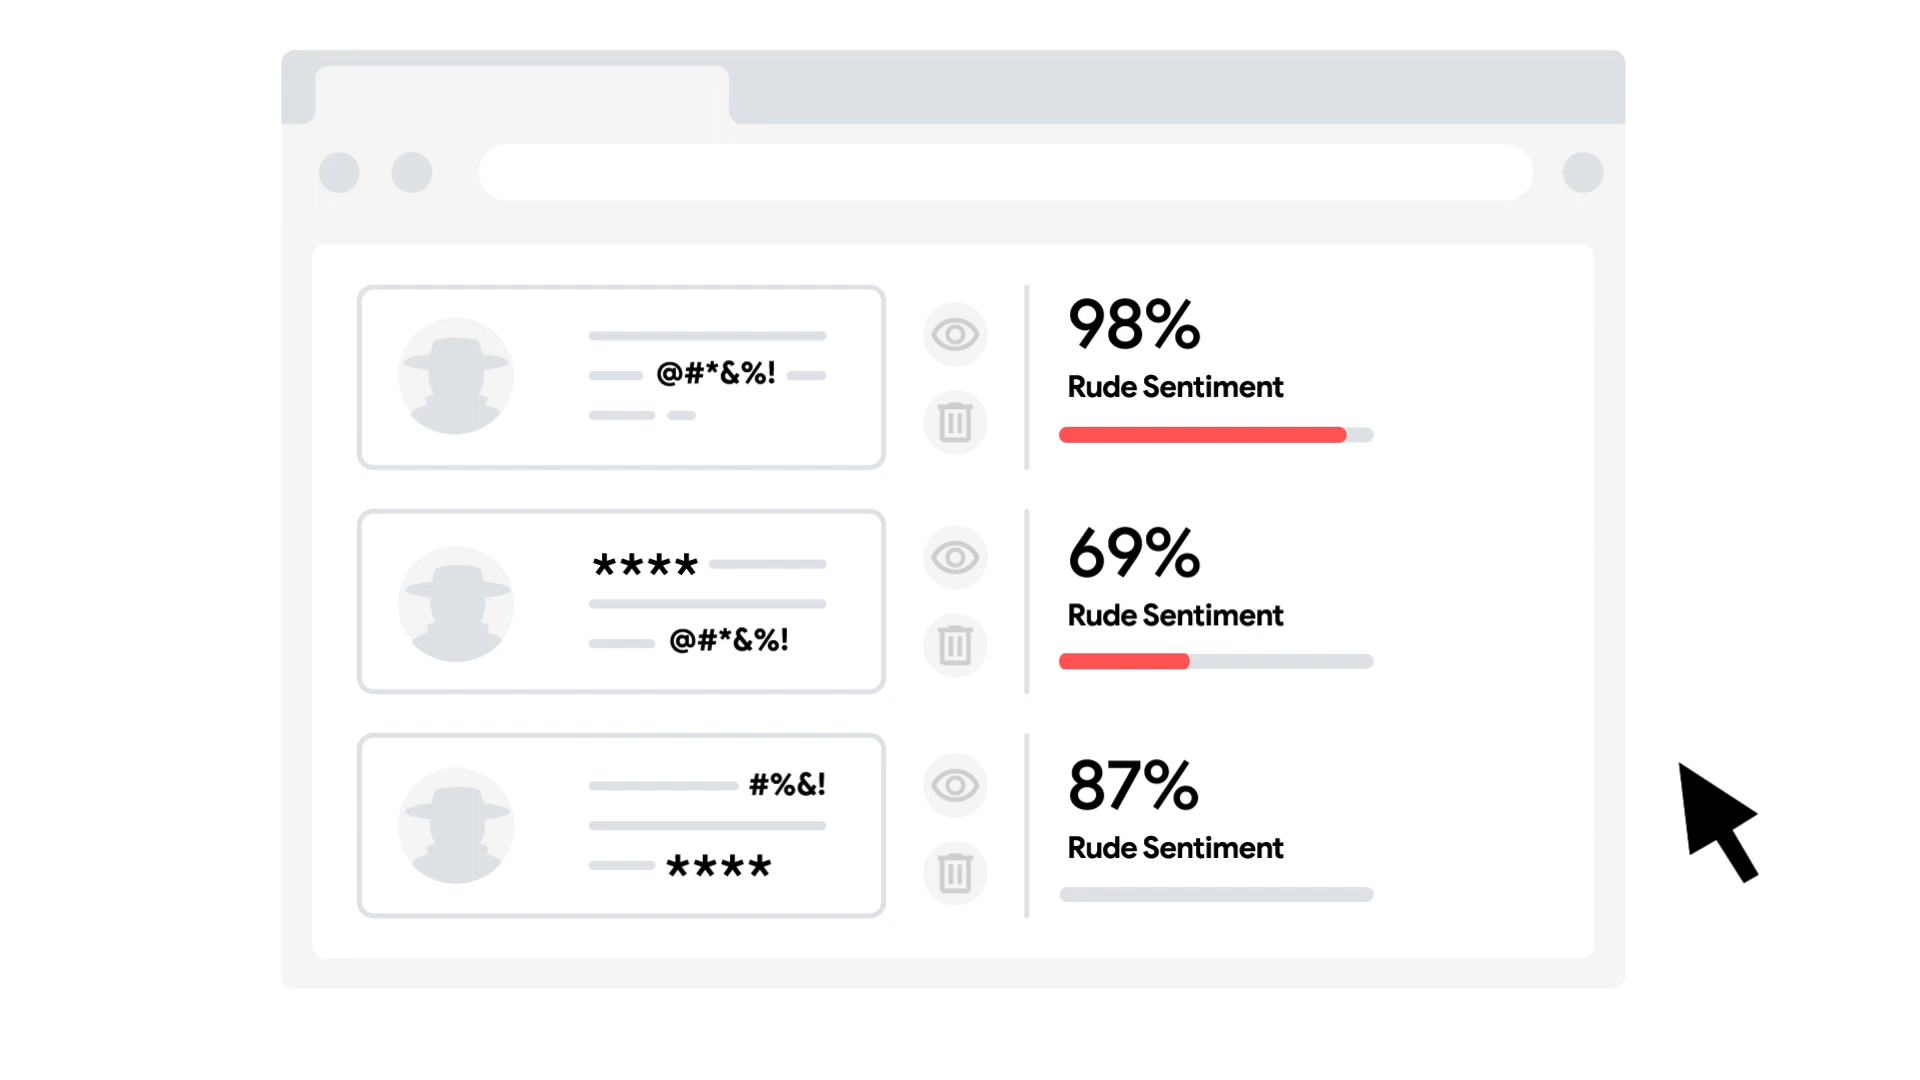 @#*&%!
98%
Rude Sentiment
****
@#*&%!
69%
Rude Sentiment
#%&!
****
87%
Rude Sentiment